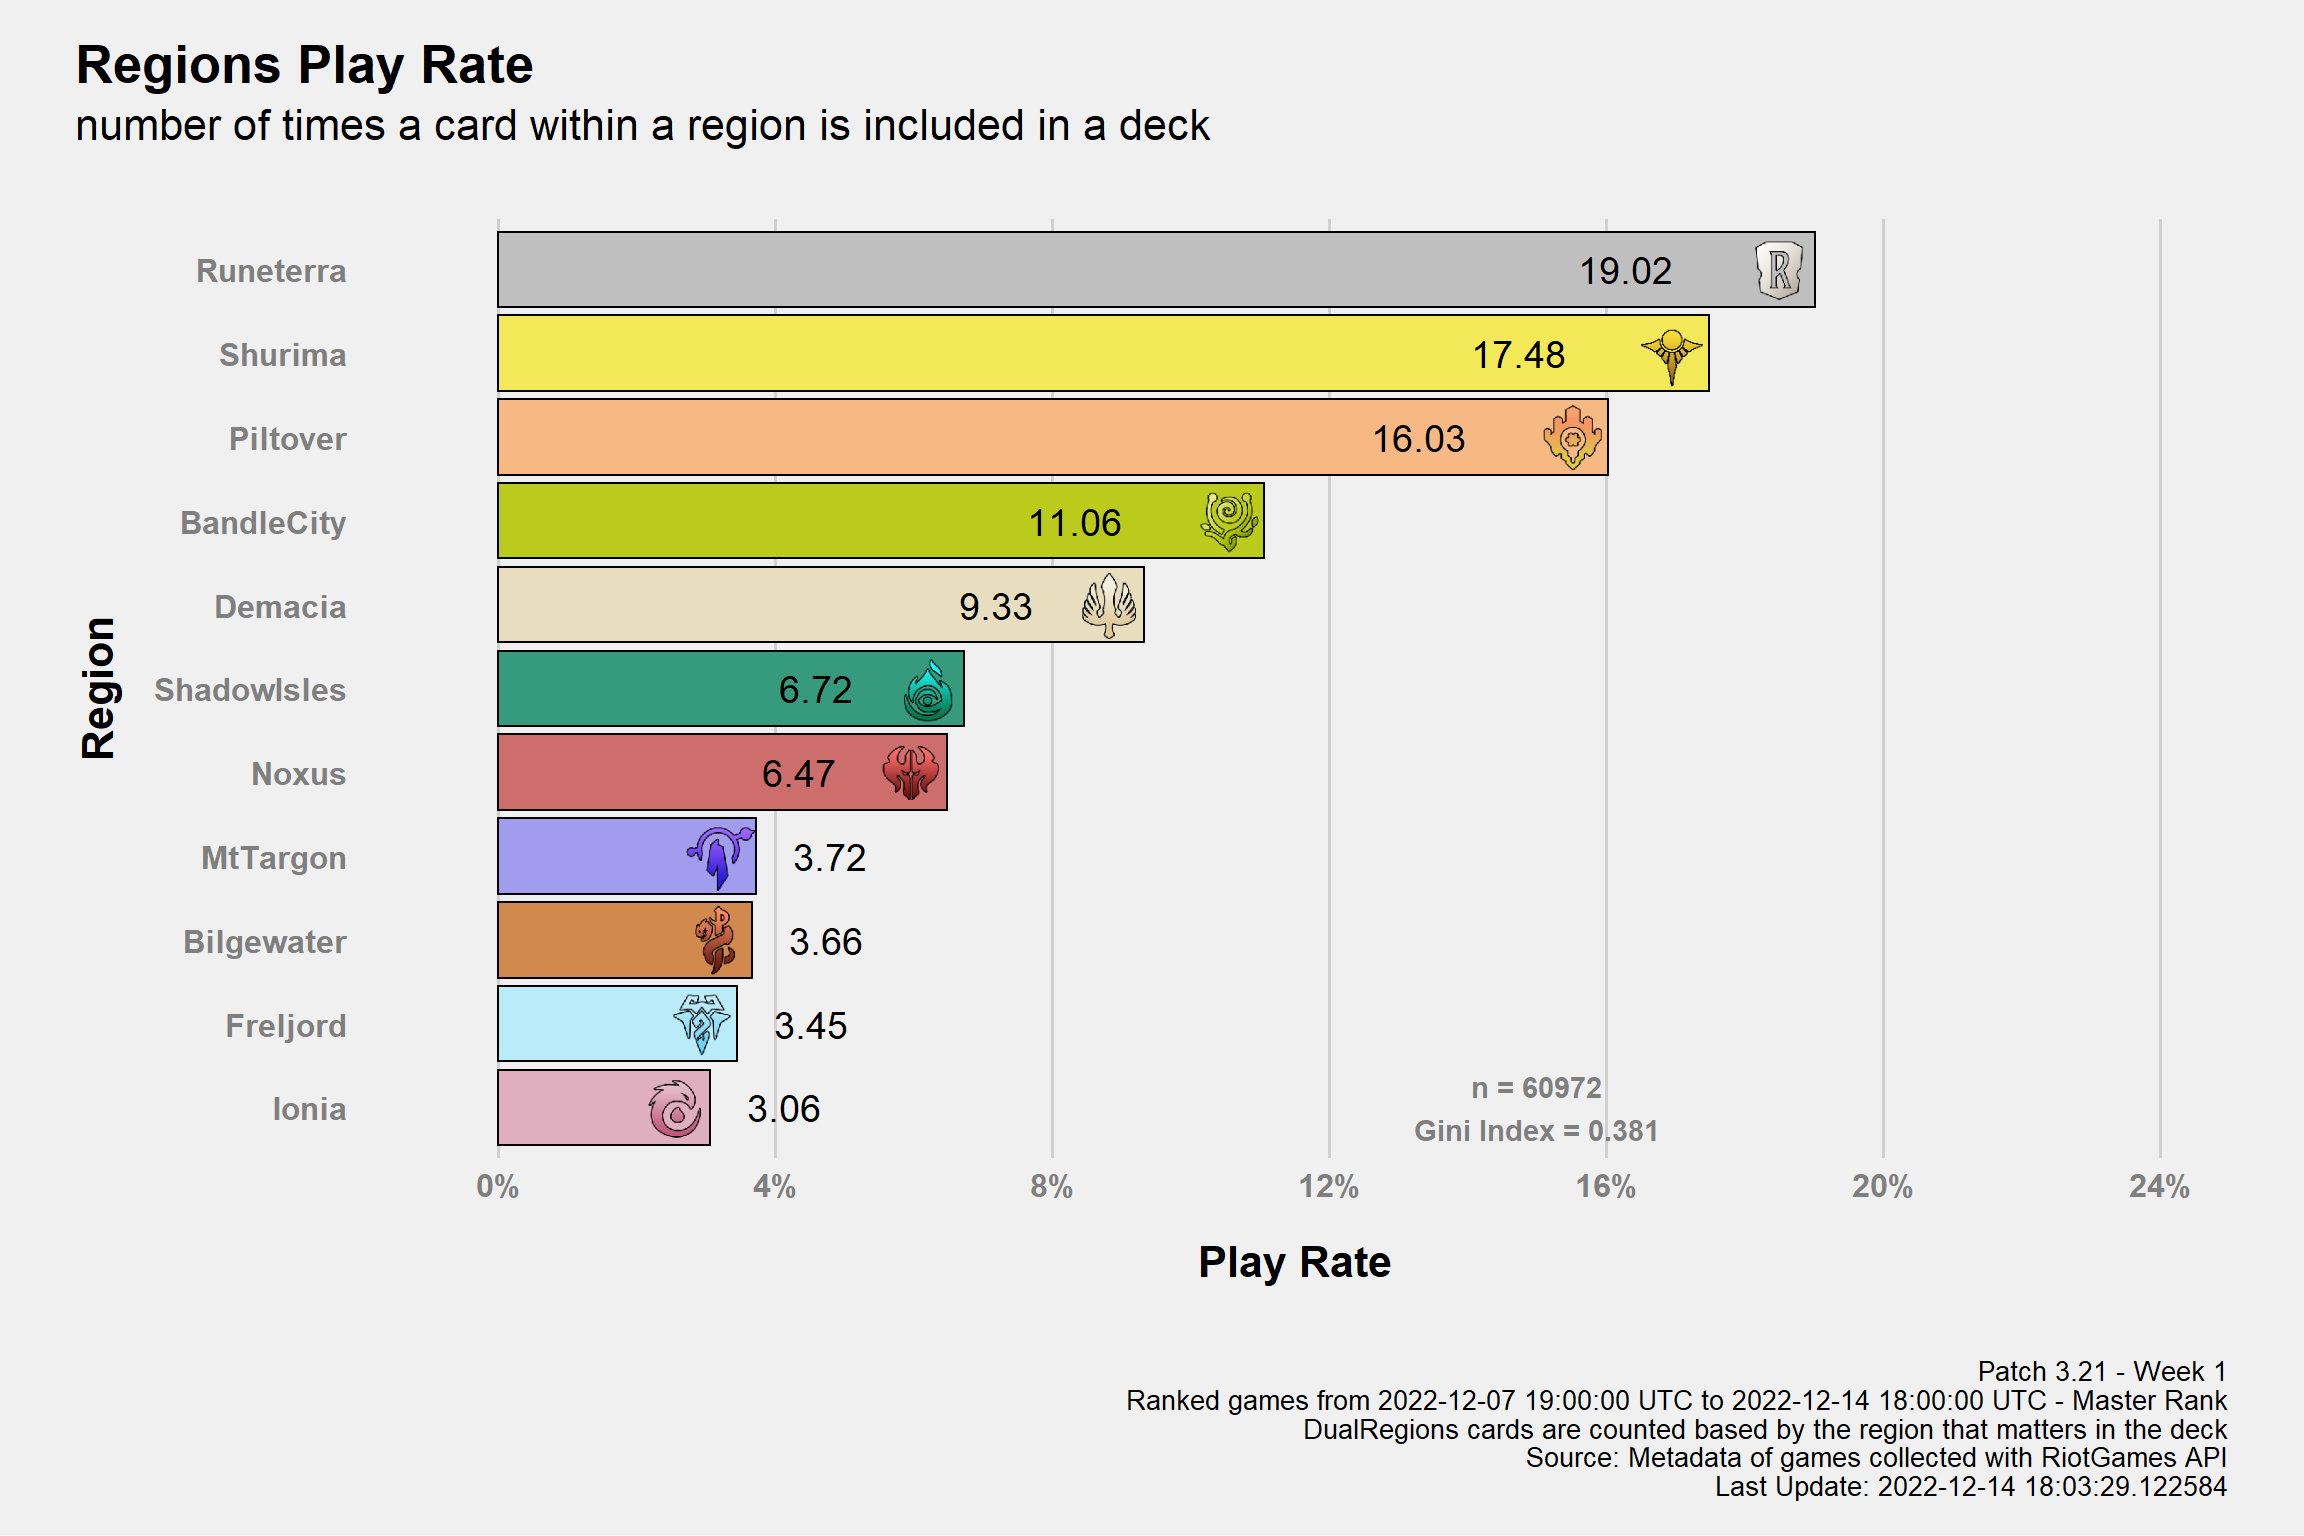 Regions Play Rate
number of times a card within a region is included in a deck
Region
Runeterra 19.02 R
Shurima 17.48
Piltover 16.03
BandleCity 11.06
Demacia 9.33
ShadowIsles 6.72
Noxus 6.47
MtTargon 3.72
Bilgewater 3.66
Freljord 3.45
Ionia 3.06
n = 60972
Gini Index = 0.381
0% 4% 8% 12% 16% 20% 24%
Play Rate
Patch 3.21 - Week 1
Ranked games from 2022-12-07 19:00:00 UTC to 2022-12-14 18:00:00 UTC - Master Rank
DualRegions cards are counted based by the region that matters in the deck
Source: Metadata of games collected with RiotGames API
Last Update: 2022-12-14 18:03:29.122584